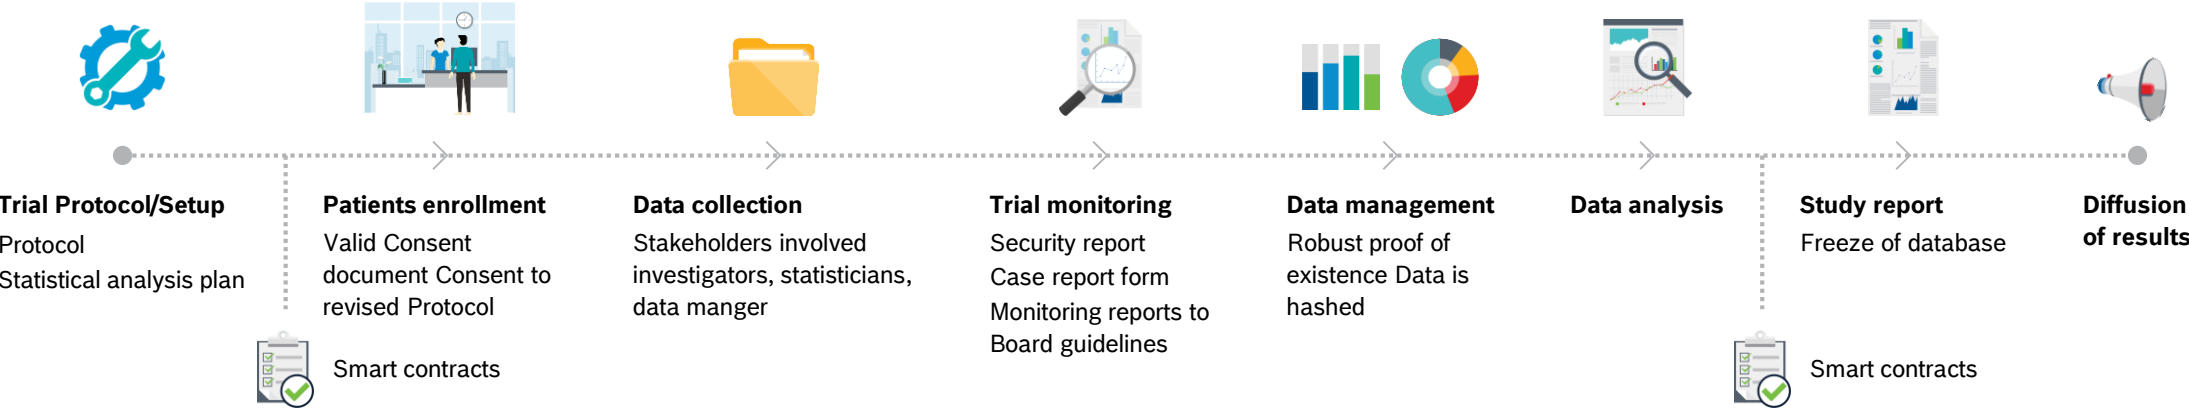 Trial Protocol/Setup
Protocol
Statistical analysis plan
Patients enrollment
Valid Consent
document Consent to
revised Protocol
Smart contracts
Data collection
Stakeholders involved
investigators, statisticians,
data manger
Trial monitoring
Security report
Case report form
Monitoring reports to
Board guidelines
Data management
Robust proof of
existence Data is
hashed
Data analysis
Study report
Freeze of database
Smart contracts
Diffusion
of results